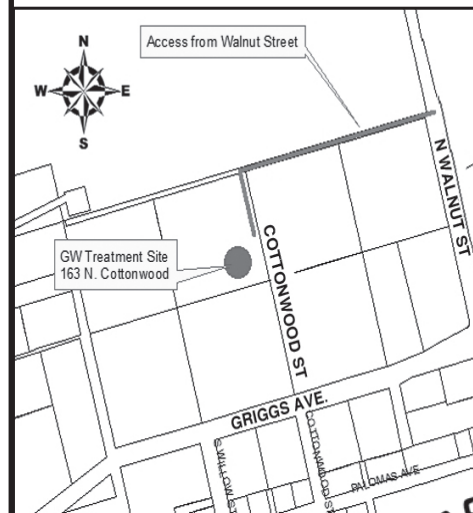 Access from Walnut Street
N
W E
S
N WALNUT ST
GW Treatment Site
163 N. Cottonwood
COTTONWOOD ST
GRIGGS AVE.
S WILLOW ST
COTTONWOOD ST
PALOMAS AVE